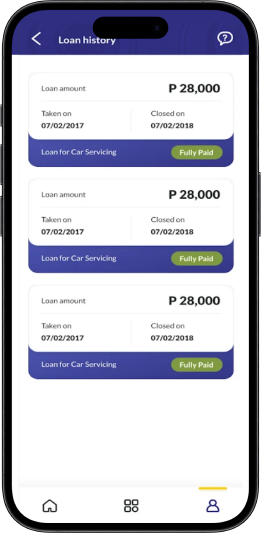 Loan history
Loan amount P 28,000
Taken on Closed on
07/02/2017 07/02/2018
Loan for Car Servicing Fully Paid
Loan amount P 28,000
Taken on Closed on
07/02/2017 07/02/2018
Loan for Car Servicing Fully Paid
Loan amount P 28,000
Taken on Closed on
07/02/2017 07/02/2018
Loan for Car Servicing Fully Paid